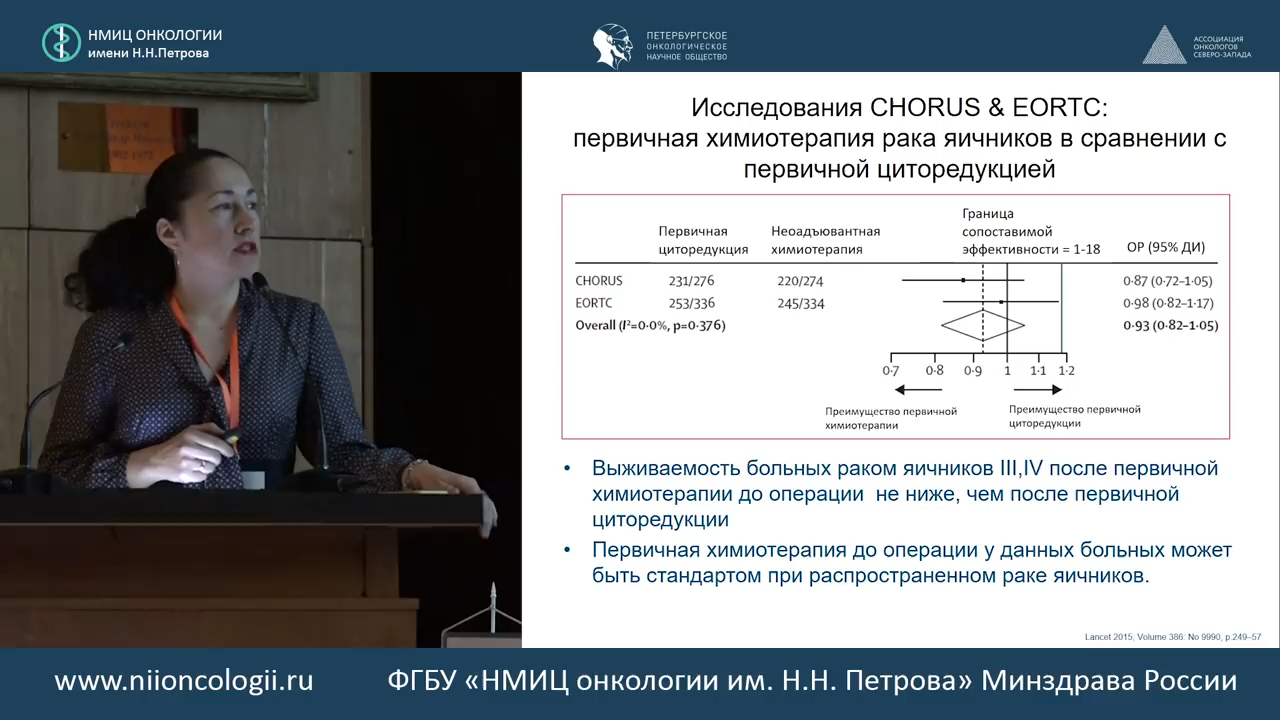 НМИЦ ОНКОЛОГИИ
имени Н.Н.Петрова
ПЕТЕРБУРГСКОЕ
ОНКОЛОГИЧЕСКОЕ
НАУЧНОЕ ОБЩЕСТВО
АССОЦИАЦИЯ
ОНКОЛОГОВ
СЕВЕРО-ЗАПАДА
Исследования CHORUS & EORTC:
первичная химиотерапия рака яичников в сравнении с
первичной циторедукцией
Первичная циторедукция
Неоадъювантная химиотерапия
Граница сопоставимой эффективности = 1-18
ОР (95% ДИ)
CHORUS 231/276 220/274 0·87 (0·72–1·05)
EORTC 253/336 245/334 0·98 (0·82–1·17)
Overall (I²=0·0%, p=0·376) 0·93 (0·82–1·05)
0·7 0·8 0·9 1 1·1 1·2
Преимущество первичной
химиотерапии
Преимущество первичной
циторедукции
• Выживаемость больных раком яичников III,IV после первичной
химиотерапии до операции не ниже, чем после первичной
циторедукции
• Первичная химиотерапия до операции у данных больных может
быть стандартом при распространенном раке яичников.
Lancet 2015; Volume 386: No 9990, p 249–57
www.niioncologii.ru
ФГБУ «НМИЦ онкологии им. Н.Н. Петрова» Минздрава России